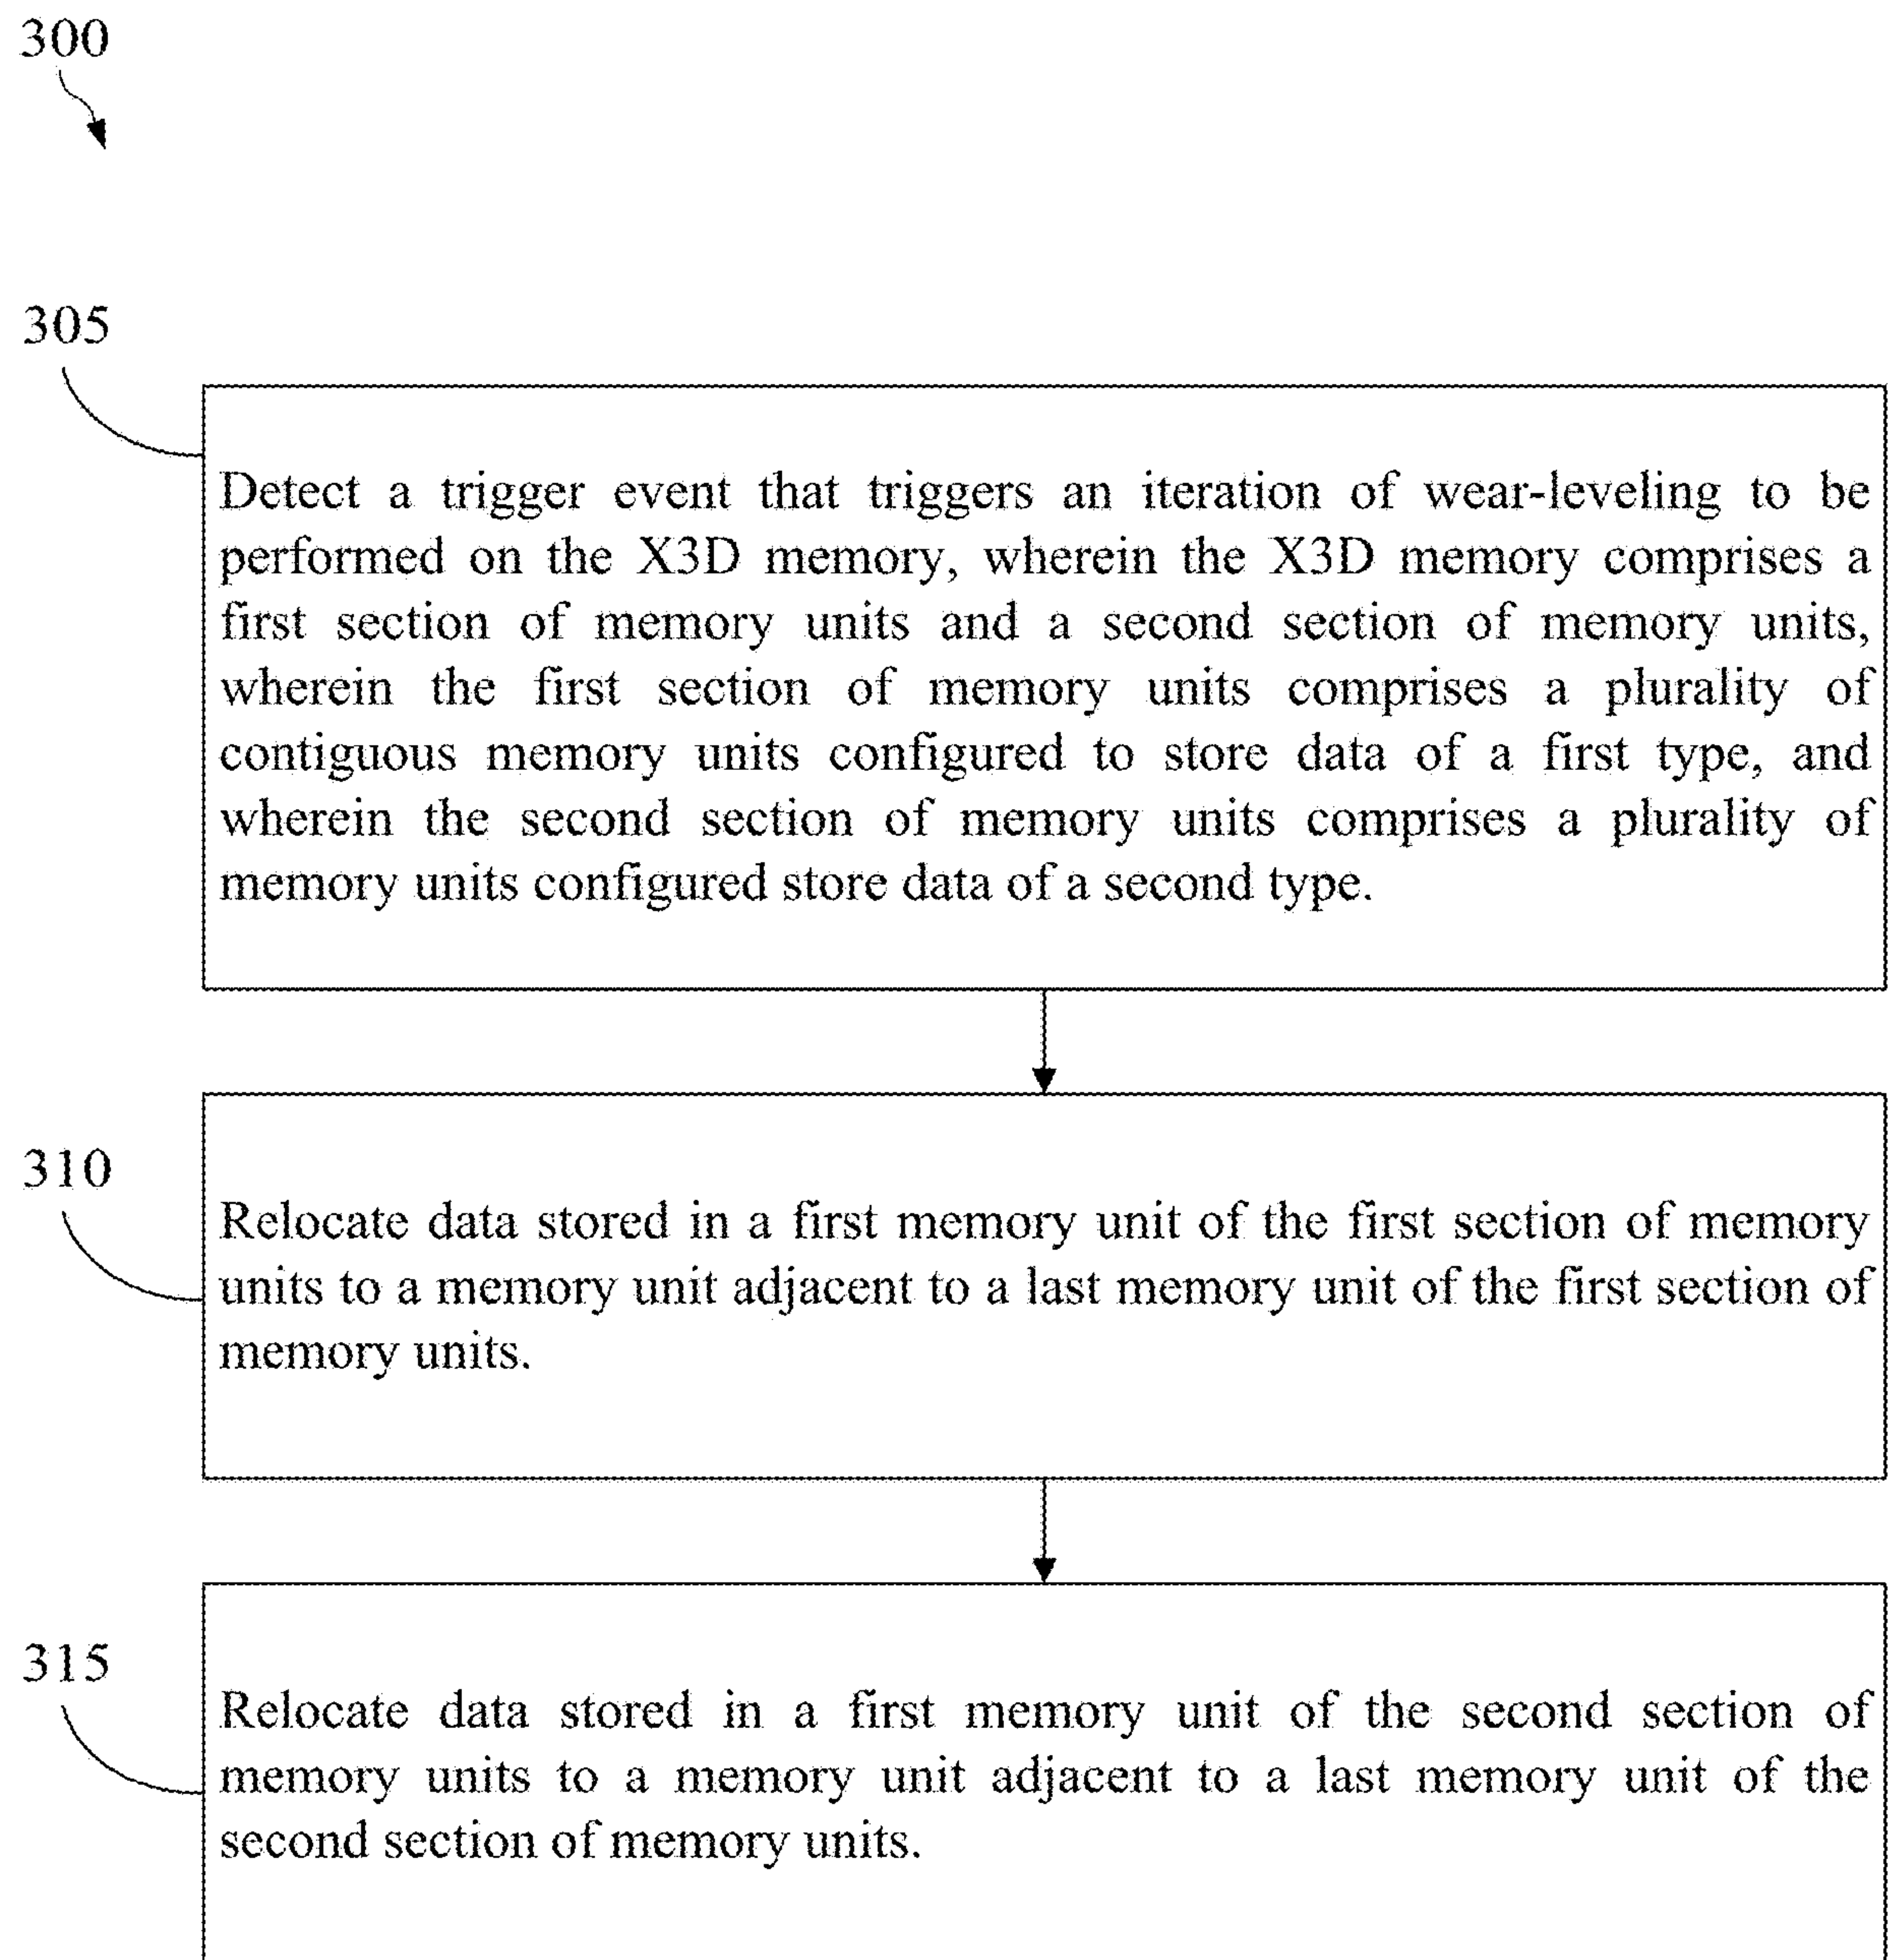 300
305
Detect a trigger event that triggers an iteration of wear-leveling to be
performed on the X3D memory, wherein the X3D memory comprises a
first section of memory units and a second section of memory units,
wherein the first section of memory units comprises a plurality of
contiguous memory units configured to store data of a first type, and
wherein the second section of memory units comprises a plurality of
memory units configured store data of a second type.
310
Relocate data stored in a first memory unit of the first section of memory
units to a memory unit adjacent to a last memory unit of the first section of
memory units.
315
Relocate data stored in a first memory unit of the second section of
memory units to a memory unit adjacent to a last memory unit of the
second section of memory units.